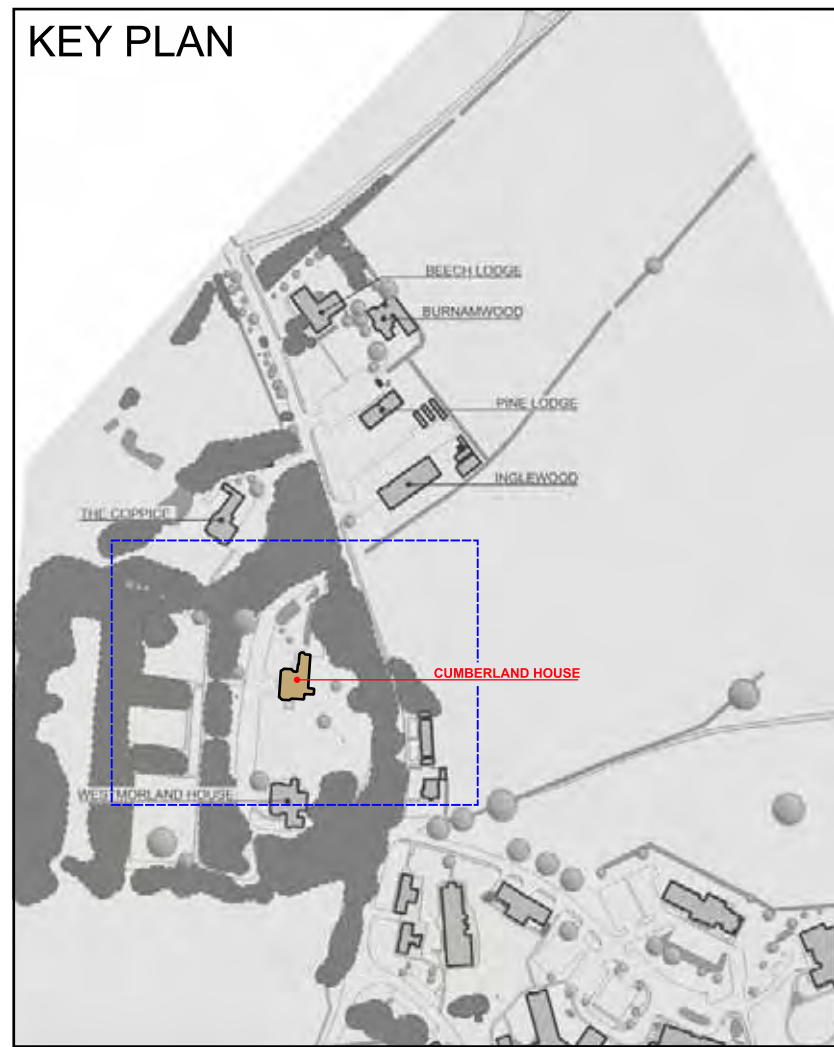 KEY PLAN
BEECH LODGE
BURNAMWOOD
PINE LODGE
INGLEWOOD
THE COPPICE
CUMBERLAND HOUSE
WESTMORLAND HOUSE